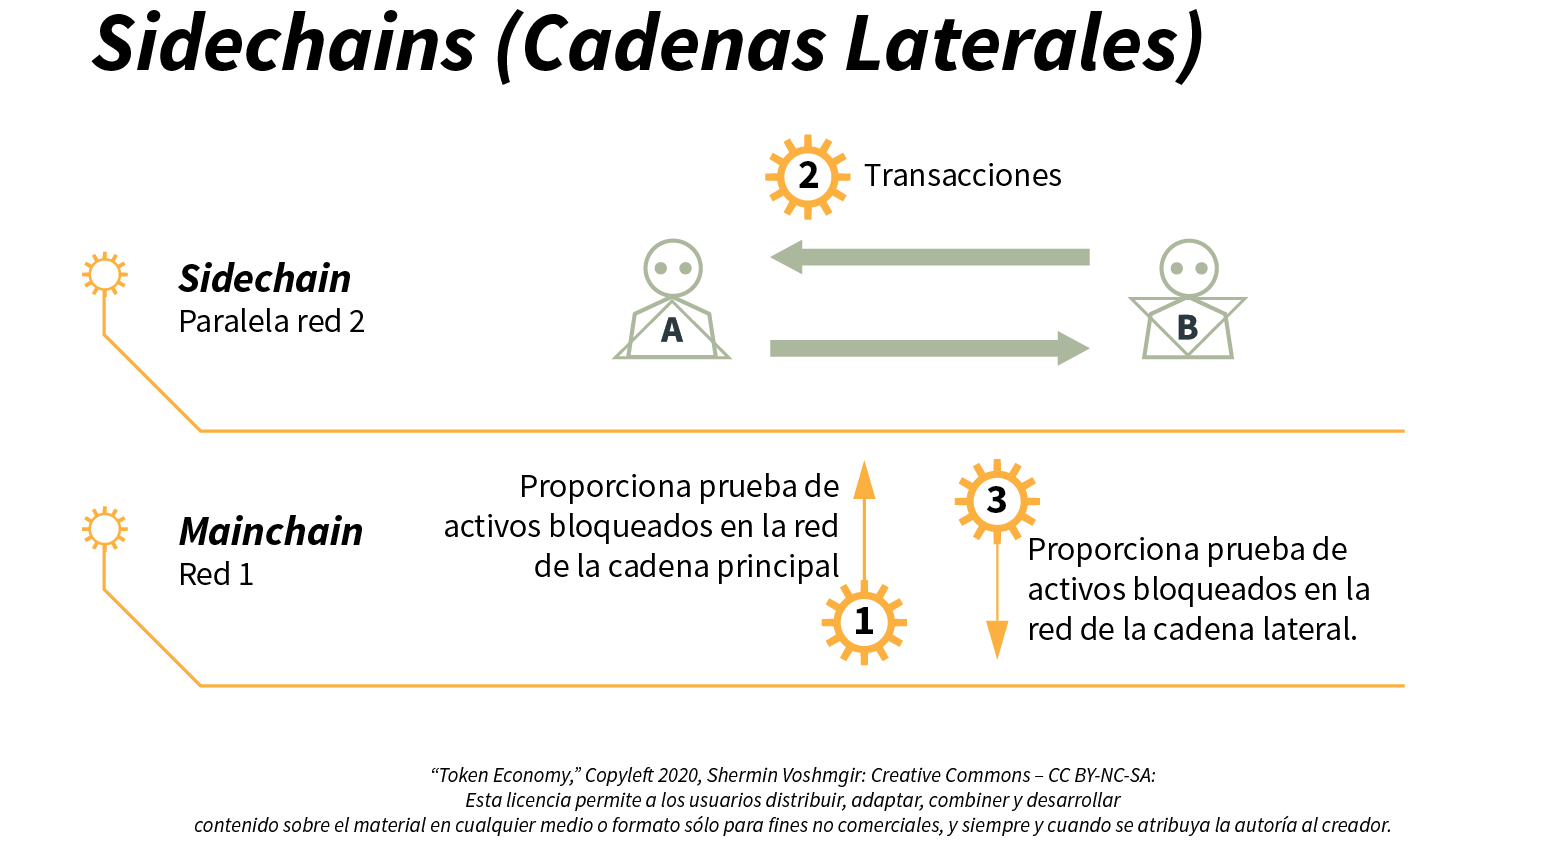 Sidechains (Cadenas Laterales)
2 Transacciones
Sidechain
Paralela red 2
A
B
Mainchain
Red 1
Proporciona prueba de
activos bloqueados en la red
de la cadena principal
1
3
Proporciona prueba de
activos bloqueados en la
red de la cadena lateral.
“Token Economy,” Copyleft 2020, Shermin Voshmgir: Creative Commons – CC BY-NC-SA:
Esta licencia permite a los usuarios distribuir, adaptar, combiner y desarrollar
contenido sobre el material en cualquier medio o formato sólo para fines no comerciales, y siempre y cuando se atribuya la autoría al creador.